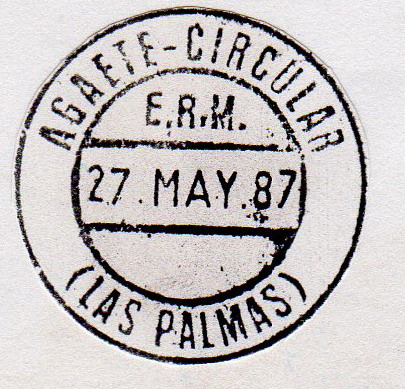 AGAETE-CIRCULAR
E.R.M.
27.MAY.87
(LAS PALMAS)